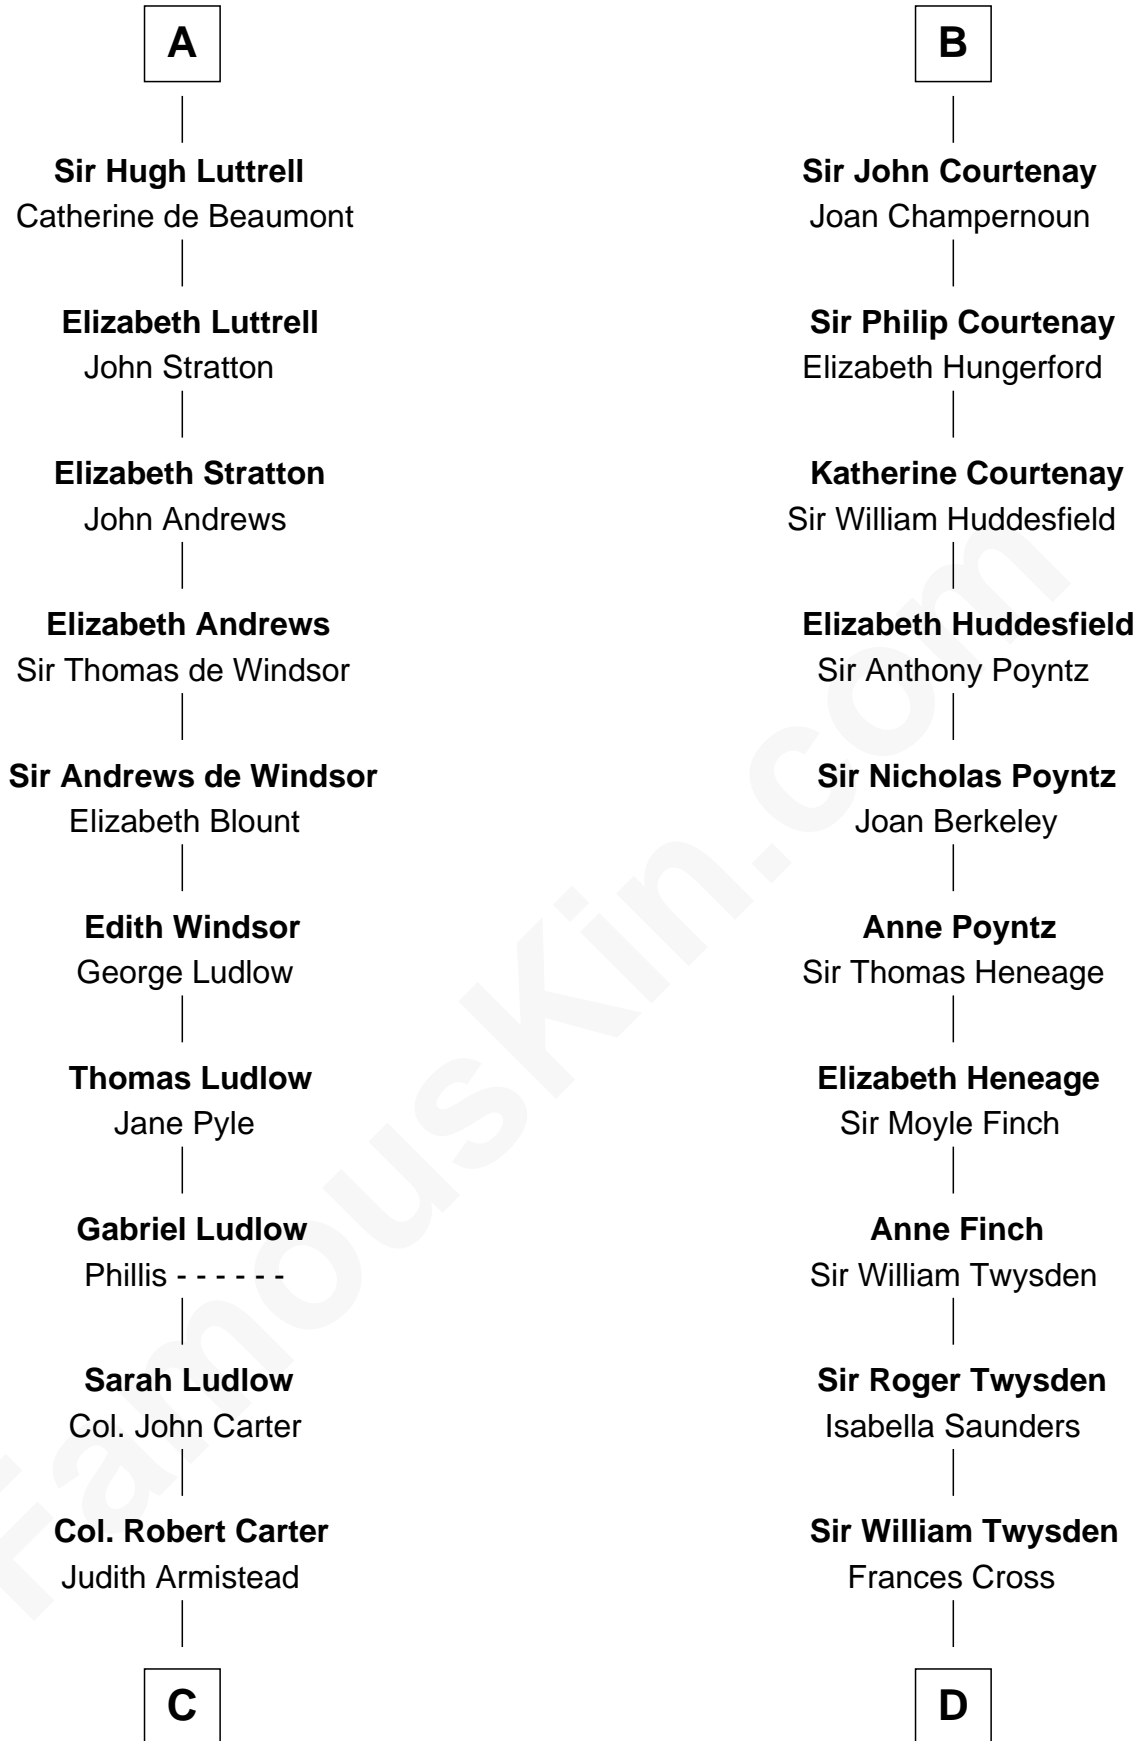 A
Sir Hugh Luttrell
Catherine de Beaumont
Elizabeth Luttrell
John Stratton
Elizabeth Stratton
John Andrews
Elizabeth Andrews
Sir Thomas de Windsor
Sir Andrews de Windsor
Elizabeth Blount
Edith Windsor
George Ludlow
Thomas Ludlow
Jane Pyle
Gabriel Ludlow
Phillis - - - - - -
Sarah Ludlow
Col. John Carter
Col. Robert Carter
Judith Armistead
C
B
Sir John Courtenay
Joan Champernoun
Sir Philip Courtenay
Elizabeth Hungerford
Katherine Courtenay
Sir William Huddesfield
Elizabeth Huddesfield
Sir Anthony Poyntz
Sir Nicholas Poyntz
Joan Berkeley
Anne Poyntz
Sir Thomas Heneage
Elizabeth Heneage
Sir Moyle Finch
Anne Finch
Sir William Twysden
Sir Roger Twysden
Isabella Saunders
Sir William Twysden
Frances Cross
D
FamousKin.com